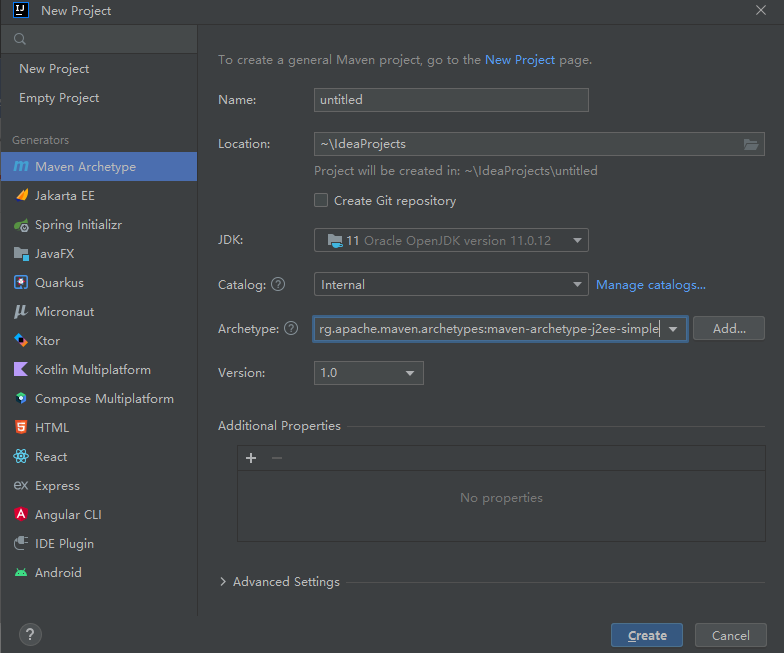 New Project
New Project
Empty Project
Generators
Maven Archetype
Jakarta EE
Spring Initializr
JavaFX
Quarkus
Micronaut
Ktor
Kotlin Multiplatform
Compose Multiplatform
HTML
React
Express
Angular CLI
IDE Plugin
Android
To create a general Maven project, go to the New Project page.
Name: untitled
Location: ~\IdeaProjects
Project will be created in: ~\IdeaProjects\untitled
Create Git repository
JDK: 11 Oracle OpenJDK version 11.0.12
Catalog: ? Internal Manage catalogs...
Archetype: ? rg.apache.maven.archetypes:maven-archetype-j2ee-simple Add...
Version: 1.0
Additional Properties
No properties
Advanced Settings
? Create Cancel